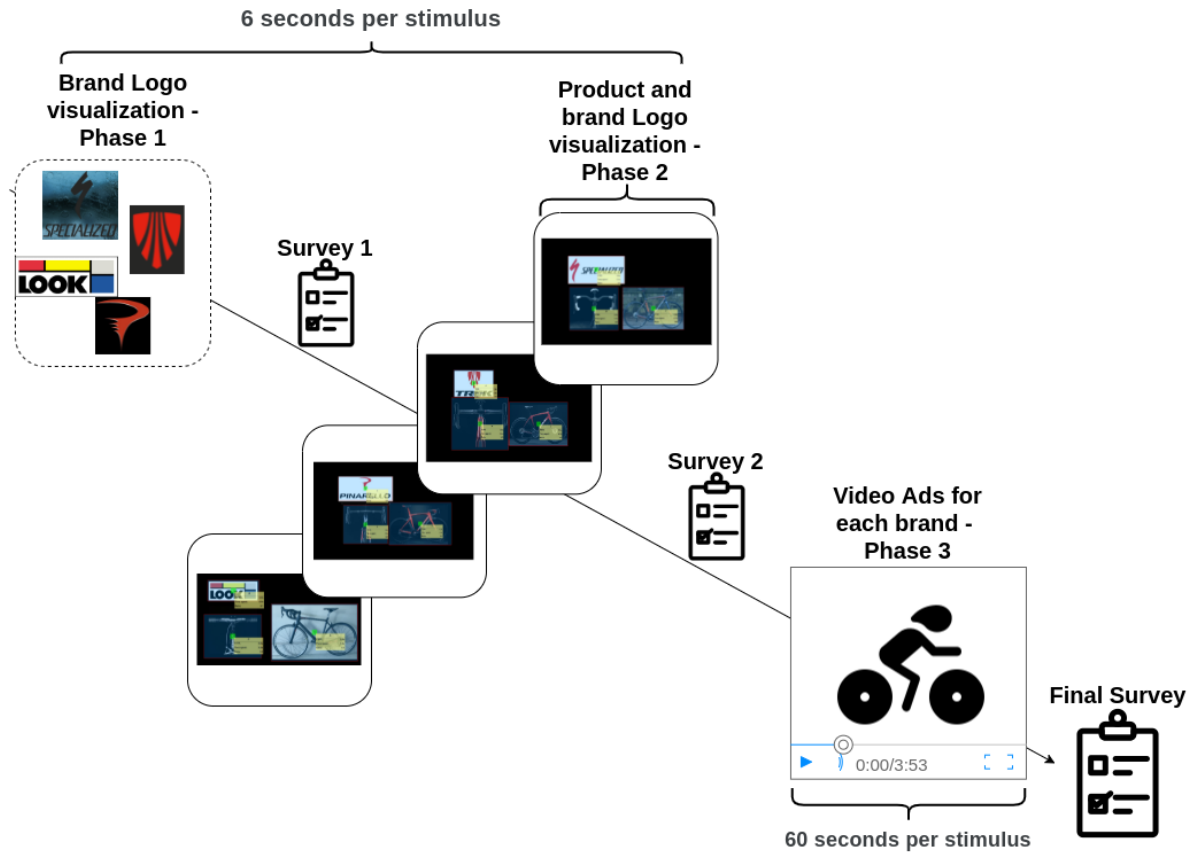 6 seconds per stimulus
Brand Logo
visualization -
Phase 1
Product and
brand Logo
visualization -
Phase 2
SPECIALIZED
LOOK
Survey 1
SPECIALIZED
TREK
PINARELLO
LOOK
Survey 2
Video Ads for
each brand -
Phase 3
0:00/3:53
Final Survey
60 seconds per stimulus